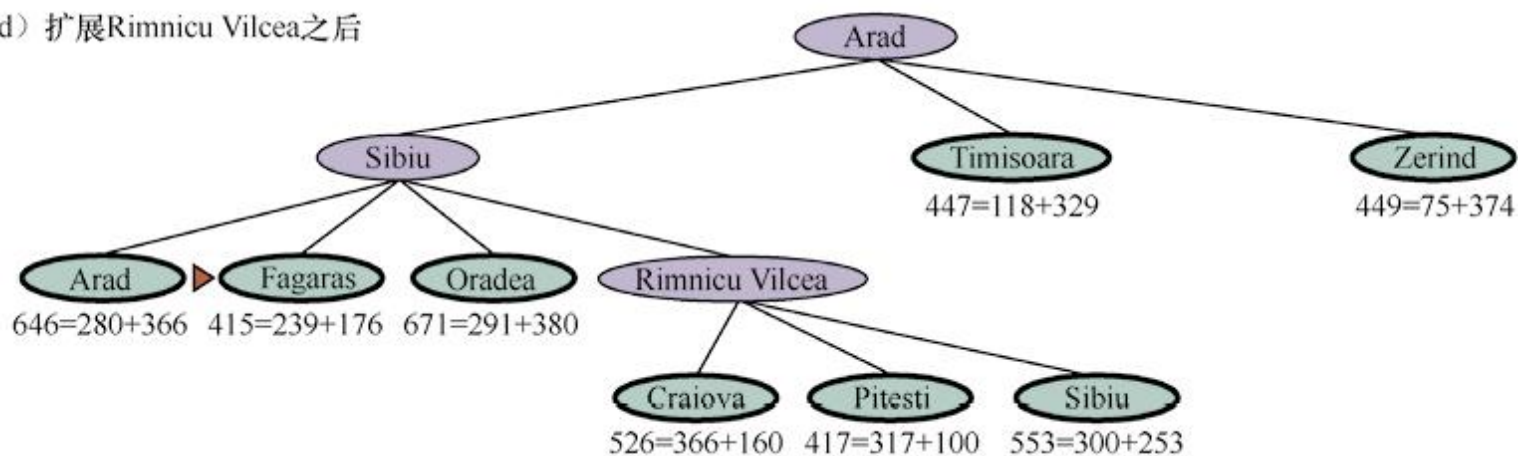 d）扩展Rimnicu Vilcea之后
Arad
Sibiu
Timisoara
Zerind
447=118+329
449=75+374
Arad
Fagaras
Oradea
Rimnicu Vilcea
646=280+366
415=239+176
671=291+380
Craiova
Pitesti
Sibiu
526=366+160
417=317+100
553=300+253